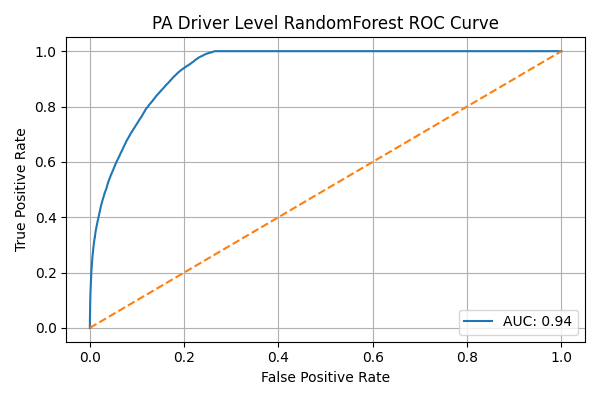 PA Driver Level RandomForest ROC Curve
True Positive Rate
1.0
0.8
0.6
0.4
0.2
0.0
0.0 0.2 0.4 0.6 0.8 1.0
False Positive Rate
AUC: 0.94